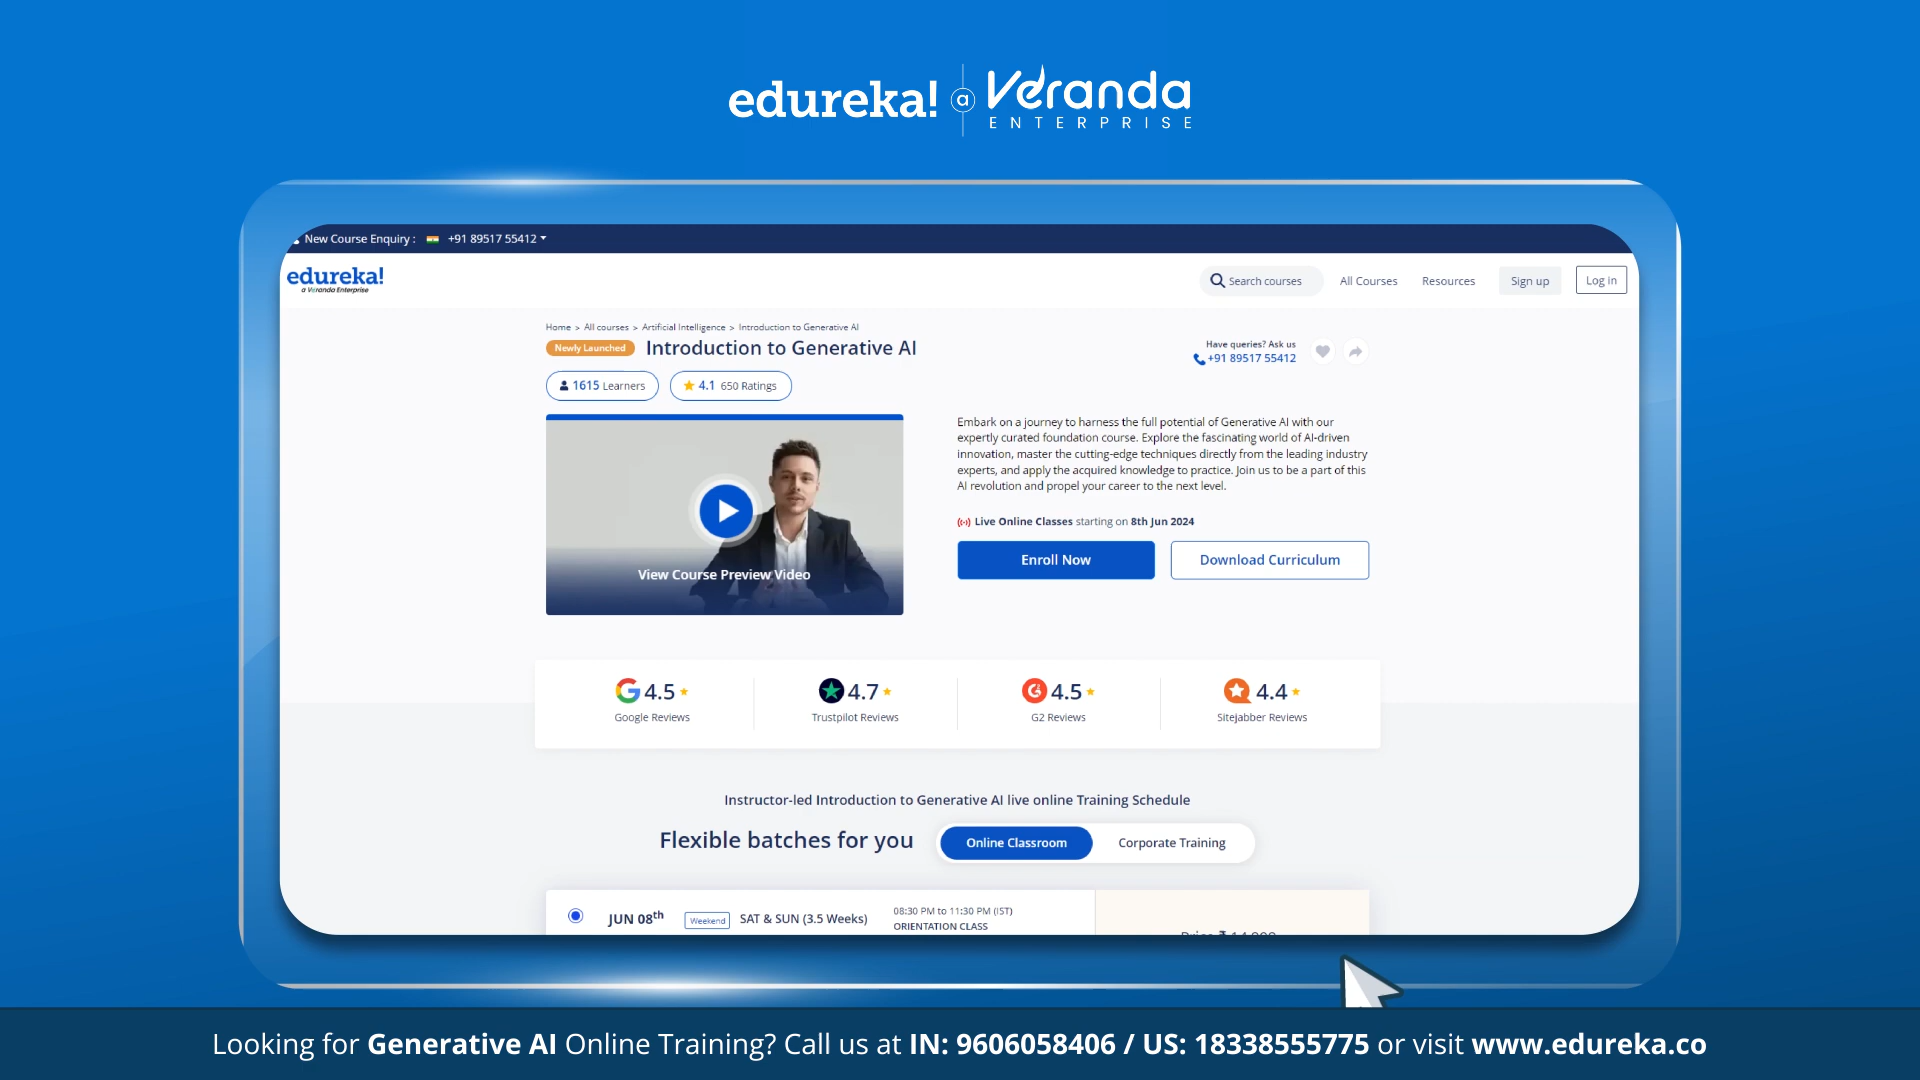 edureka! a Veranda
ENTERPRISE
New Course Enquiry : +91 89517 55412
edureka!
a Veranda Enterprise
Search courses All Courses Resources Sign up Log in
Home > All courses > Artificial Intelligence > Introduction to Generative AI
Newly Launched Introduction to Generative AI
Have queries? Ask us
+91 89517 55412
1615 Learners 4.1 650 Ratings
Embark on a journey to harness the full potential of Generative AI with our
expertly curated foundation course. Explore the fascinating world of AI-driven
innovation, master the cutting-edge techniques directly from the leading industry
experts, and apply the acquired knowledge to practice. Join us to be a part of this
AI revolution and propel your career to the next level.
Live Online Classes starting on 8th Jun 2024
Enroll Now Download Curriculum
View Course Preview Video
4.5 4.7 4.5 4.4
Google Reviews Trustpilot Reviews G2 Reviews Sitejabber Reviews
Instructor-led Introduction to Generative AI live online Training Schedule
Flexible batches for you Online Classroom Corporate Training
JUN 08th Weekend SAT & SUN (3.5 Weeks) 08:30 PM to 11:30 PM (IST)
ORIENTATION CLASS
Looking for Generative AI Online Training? Call us at IN: 9606058406 / US: 18338555775 or visit www.edureka.co